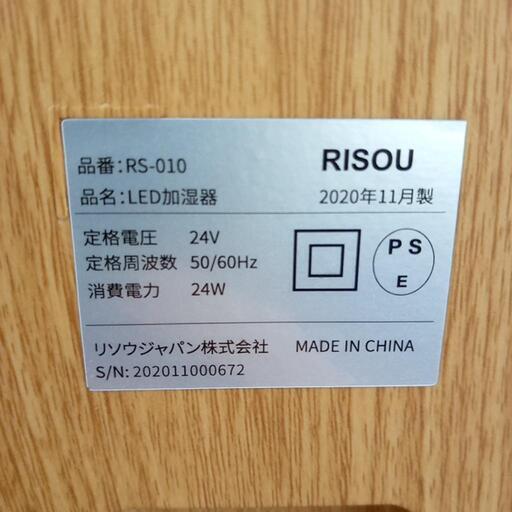 品番:RS-010
RISOU
品名:LED加湿器
2020年11月製
定格電圧 24V
定格周波数 50/60Hz
消費電力 24W
P S
E
リソウジャパン株式会社 MADE IN CHINA
S/N: 202011000672